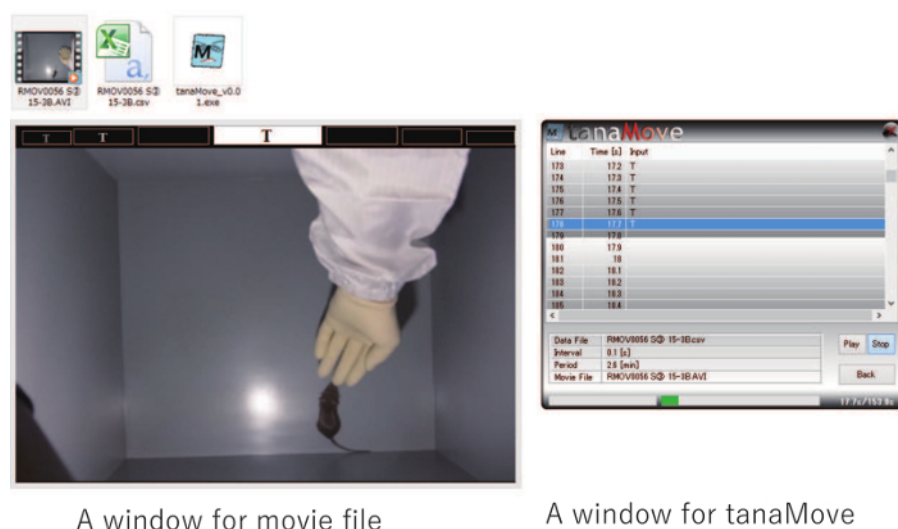 RMOV0056 S②
15-3B.AVI
RMOV0056 S②
15-3B.csv
tanaMove_v0.0
1.exe
T T T
tanaMove
Line Time [s] Input
173 17.2 T
174 17.3 T
175 17.4 T
176 17.5 T
177 17.6 T
178 17.7 T
179 17.8
180 17.9
181 18
182 18.1
183 18.2
184 18.3
185 18.4
Data File RMOV0056 S② 15-3B.csv
Interval 0.1 [s]
Period 2.6 [min]
Movie File RMOV0056 S② 15-3B.AVI
Play Stop
Back
17.7s/153.9s
A window for movie file
A window for tanaMove